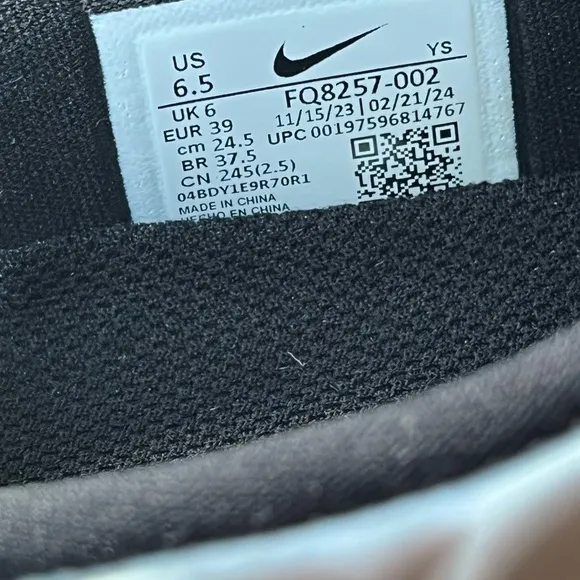 US
6.5
YS
UK 6
FQ8257-002
EUR 39
11/15/23 | 02/21/24
cm 24.5
UPC 00197596814767
BR 37.5
CN 245(2.5)
04BDY1E9R70R1
MADE IN CHINA
HECHO EN CHINA